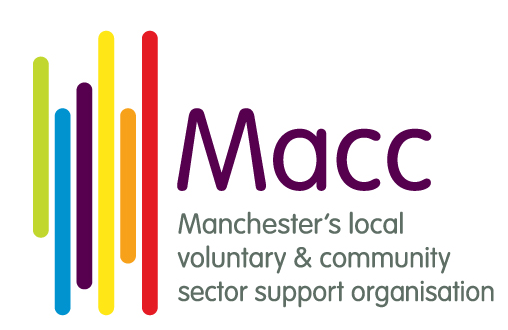 Macc
Manchester's local
voluntary & community
sector support organisation